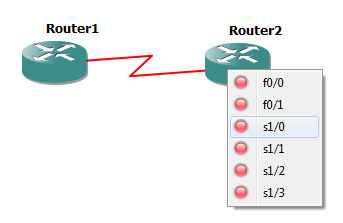 Router1
Router2
f0/0
f0/1
s1/0
s1/1
s1/2
s1/3